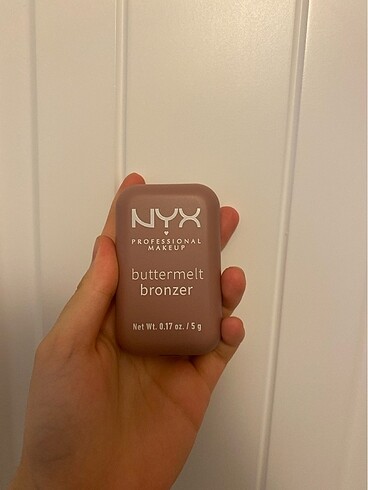 NYX
PROFESSIONAL
MAKEUP
buttermelt
bronzer
Net Wt. 0.17 oz. / 5 g